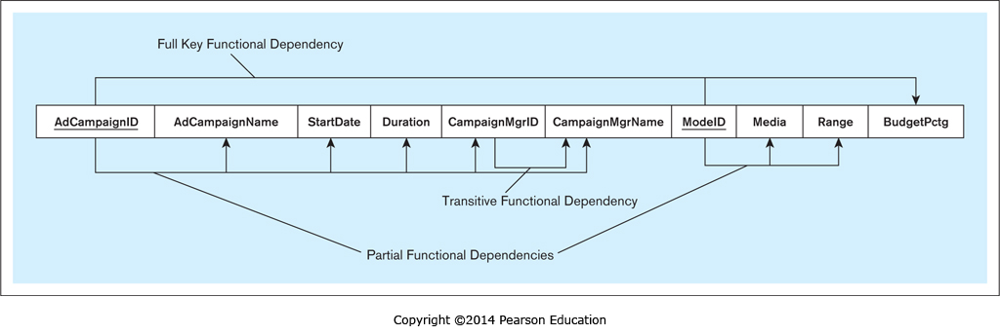 Full Key Functional Dependency
AdCampaignID AdCampaignName StartDate Duration CampaignMgrID CampaignMgrName ModeID Media Range BudgetPctg
Transitive Functional Dependency
Partial Functional Dependencies
Copyright ©2014 Pearson Education